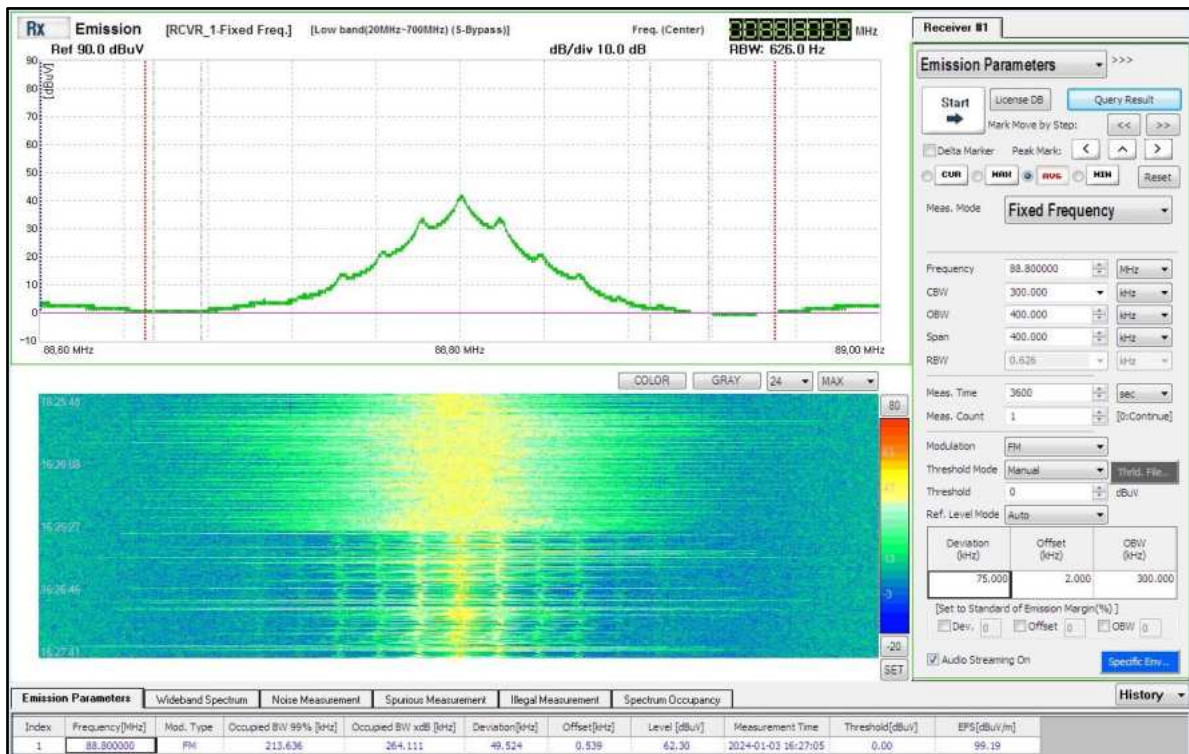 Rx Emission [RCVR_1-Fixed Freq.] [Low band(20MHz~700MHz) (S-Bypass)] Freq. (Center) MHz
Ref 90.0 dBuV dB/div 10.0 dB RBW: 626.0 Hz
[dBuV]
90
80
70
60
50
40
30
20
10
0
-10
88,60 MHz 88,80 MHz 89,00 MHz
COLOR GRAY 24 MAX
80
-20
SET
16:26:46
16:27:41
Receiver #1
Emission Parameters >>>
Start License DB Query Result
Mark Move by Step: << >>
Delta Marker Peak Mark: < ^ >
CUR MAX AVG MIN Reset
Meas. Mode Fixed Frequency
Frequency 88.800000 MHz
CBW 300.000 kHz
OBW 400.000 kHz
Span 400.000 kHz
RBW 0.626 kHz
Meas. Time 3600 sec
Meas. Count 1 [0:Continue]
Modulation FM
Threshold Mode Manual Thrld. File...
Threshold 0 dBuV
Ref. Level Mode Auto
Deviation (kHz) Offset (kHz) OBW (kHz)
75.000 2.000 300.000
[Set to Standard of Emission Margin(%) ]
Dev. 0 Offset 0 OBW 0
Audio Streaming On Specific Env...
Emission Parameters Wideband Spectrum Noise Measurement Spurious Measurement Illegal Measurement Spectrum Occupancy History
Index Frequency[MHz] Mod. Type Occupied BW 99% [kHz] Occupied BW xdB [kHz] Deviation[kHz] Offset[kHz] Level [dBuV] Measurement Time Threshold[dBuV] EFS[dBuV/m]
1 88.800000 FM 213.636 264.111 49.524 0.539 62.30 2024-01-03 16:27:05 0.00 99.19